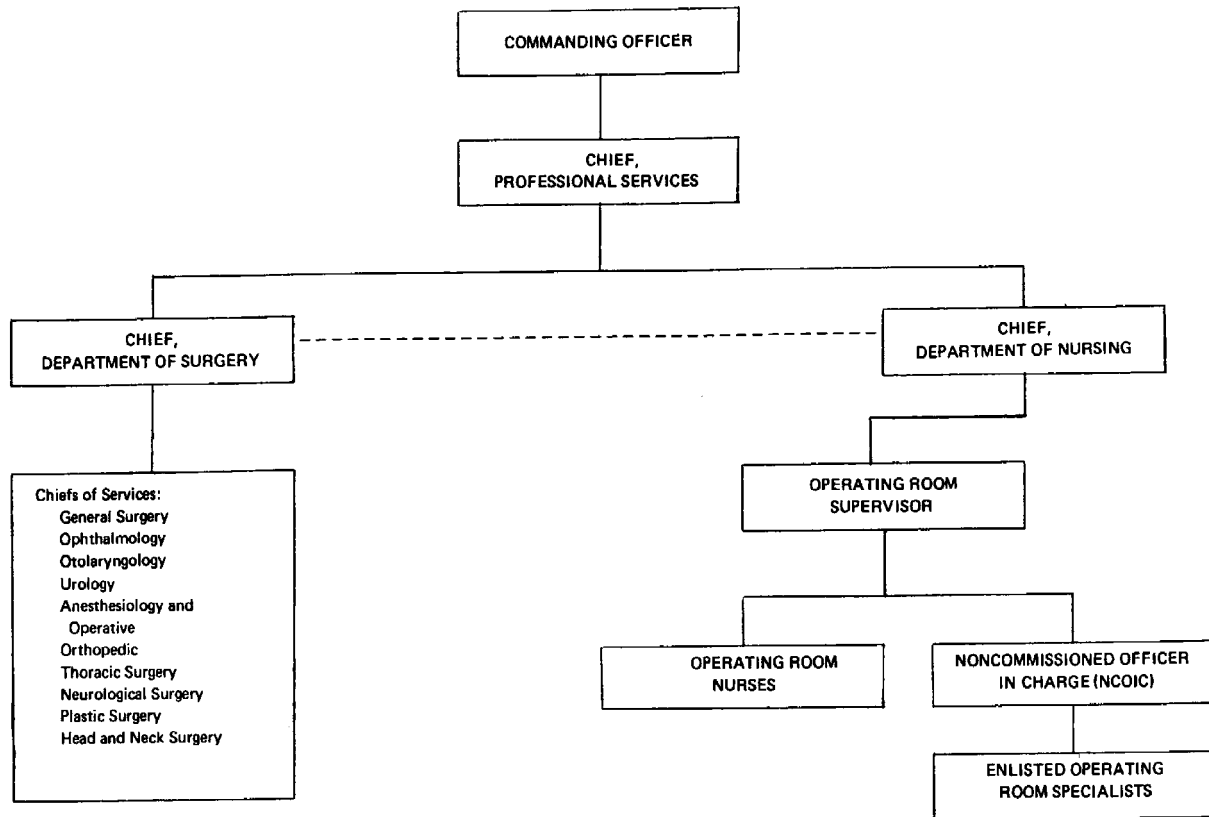 COMMANDING OFFICER
CHIEF,
PROFESSIONAL SERVICES
CHIEF,
DEPARTMENT OF SURGERY
CHIEF,
DEPARTMENT OF NURSING
Chiefs of Services:
General Surgery
Ophthalmology
Otolaryngology
Urology
Anesthesiology and
Operative
Orthopedic
Thoracic Surgery
Neurological Surgery
Plastic Surgery
Head and Neck Surgery
OPERATING ROOM
SUPERVISOR
OPERATING ROOM
NURSES
NONCOMMISSIONED OFFICER
IN CHARGE (NCOIC)
ENLISTED OPERATING
ROOM SPECIALISTS